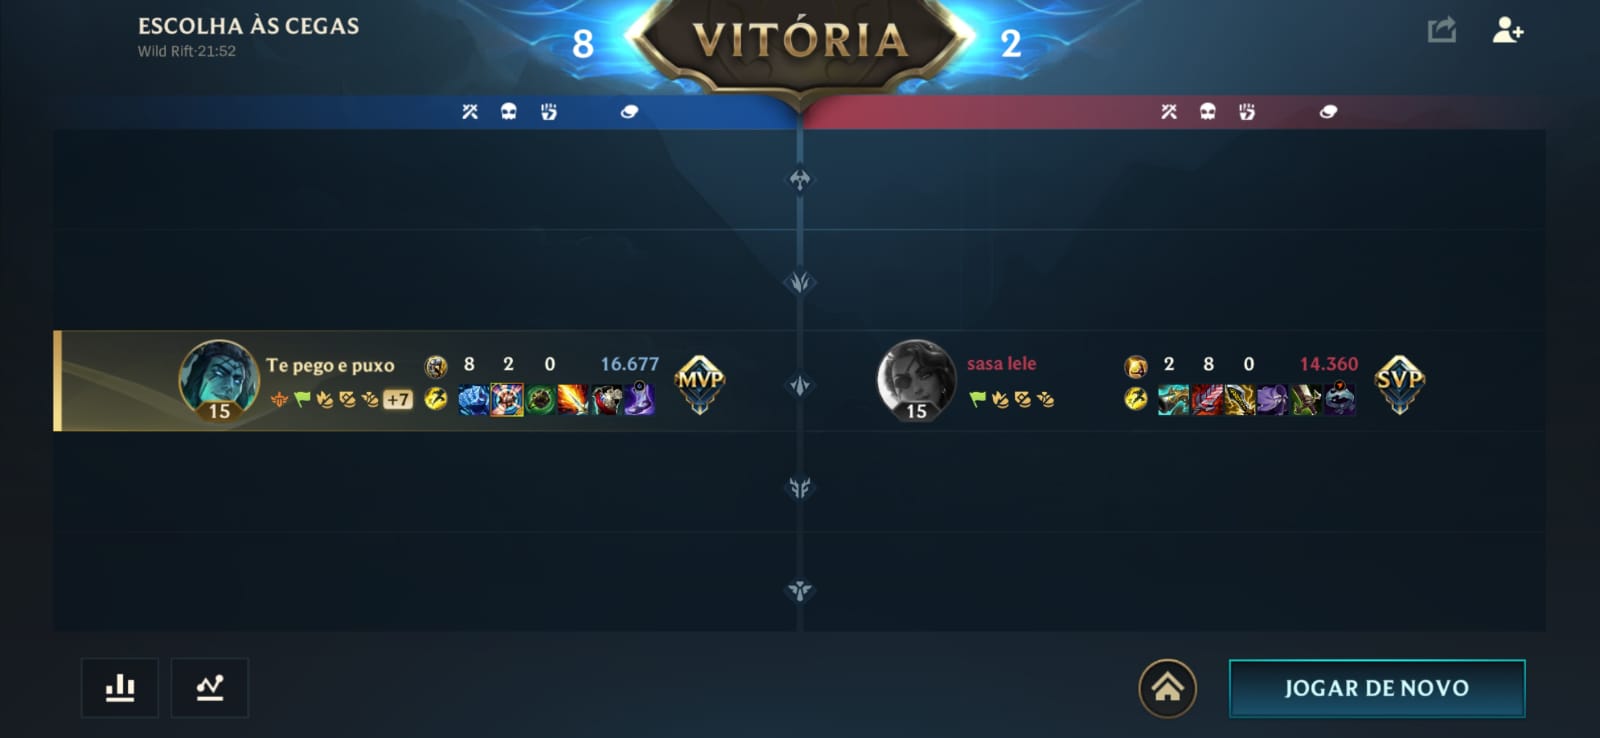 ESCOLHA ÀS CEGAS
Wild Rift·21:52
8 VITÓRIA 2
Te pego e puxo 8 2 0 16.677 MVP
15 +7
sasa lele 2 8 0 14.360 SVP
15
JOGAR DE NOVO